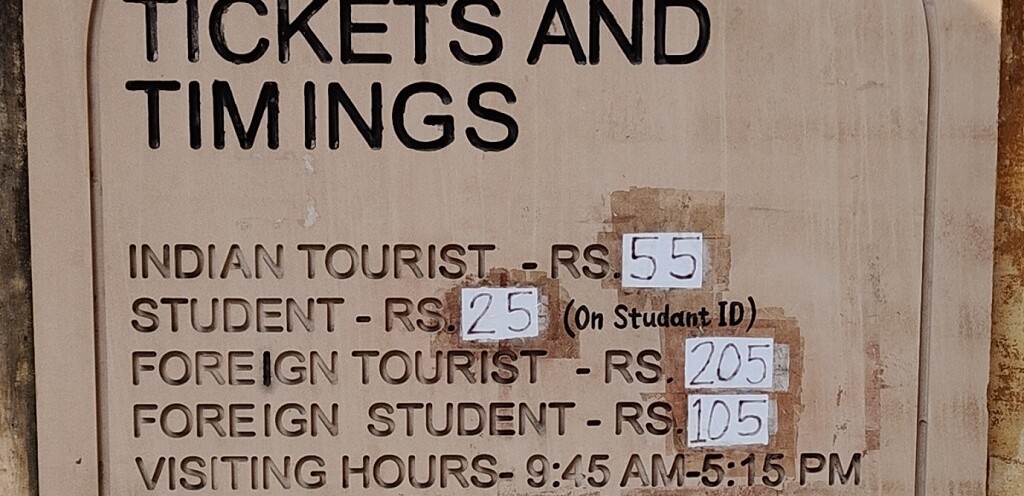 TICKETS AND
TIMINGS
INDIAN TOURIST - RS. 55
STUDENT - RS. 25 (On Studant ID)
FOREIGN TOURIST - RS. 205
FOREIGN STUDENT - RS. 105
VISITING HOURS- 9:45 AM-5:15 PM